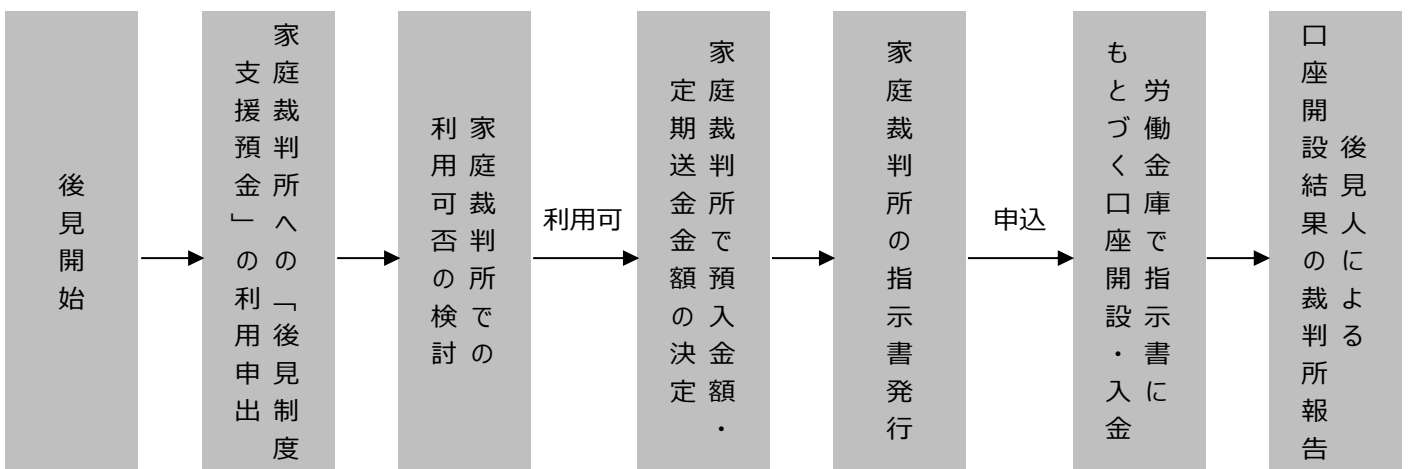 後見開始
家庭裁判所への「後見制度
支援預金」の利用申出
家庭裁判所での
利用可否の検討
利用可
家庭裁判所で預入金額・
定期送金金額の決定
家庭裁判所の指示書発行
申込
労働金庫で指示書に
もとづく口座開設・入金
後見人による
口座開設結果の裁判所報告